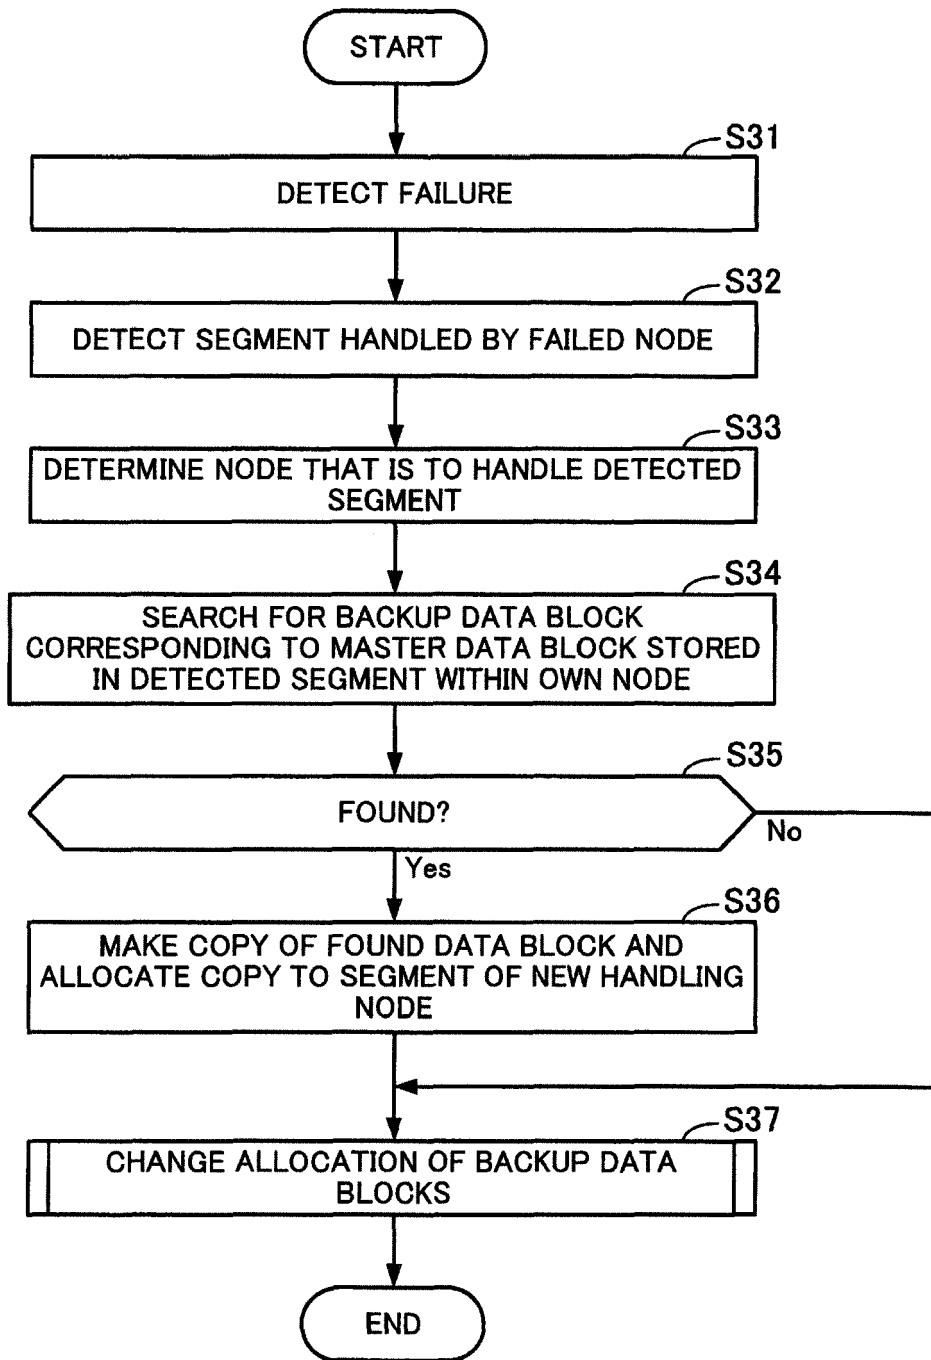 START
S31
DETECT FAILURE
S32
DETECT SEGMENT HANDLED BY FAILED NODE
S33
DETERMINE NODE THAT IS TO HANDLE DETECTED
SEGMENT
S34
SEARCH FOR BACKUP DATA BLOCK
CORRESPONDING TO MASTER DATA BLOCK STORED
IN DETECTED SEGMENT WITHIN OWN NODE
S35
FOUND?
No
Yes
S36
MAKE COPY OF FOUND DATA BLOCK AND
ALLOCATE COPY TO SEGMENT OF NEW HANDLING
NODE
S37
CHANGE ALLOCATION OF BACKUP DATA
BLOCKS
END